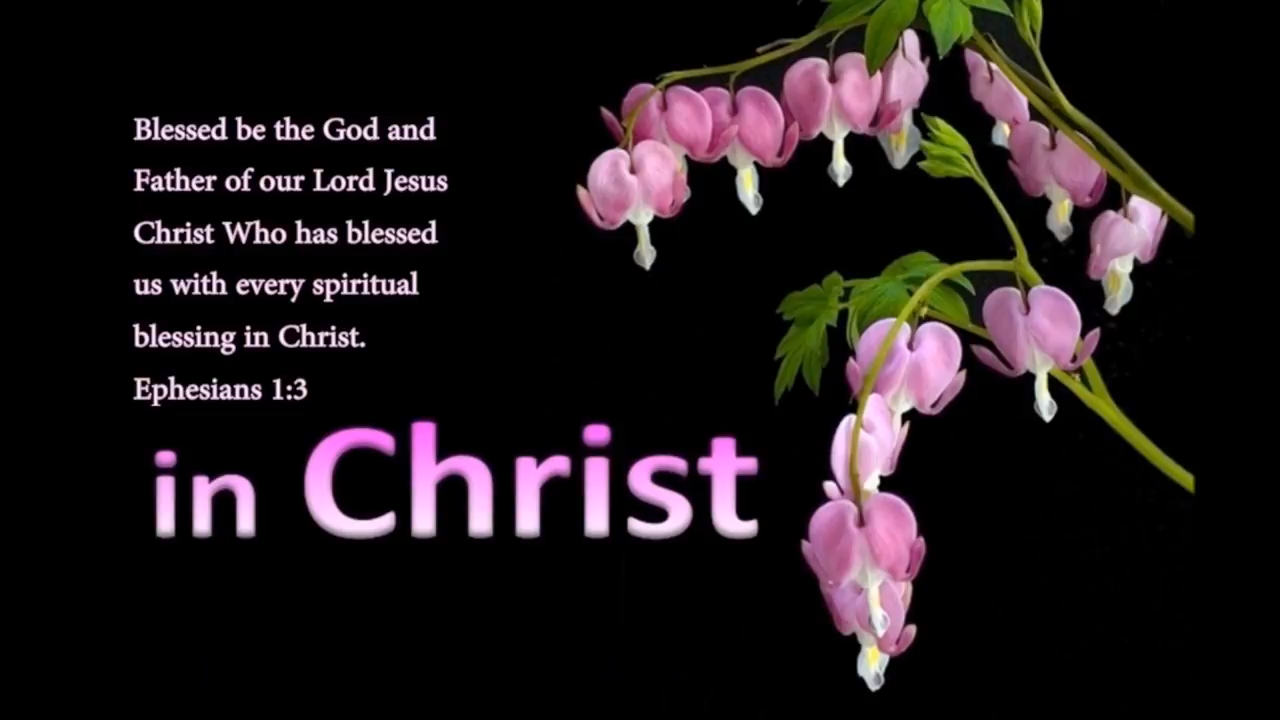 Blessed be the God and
Father of our Lord Jesus
Christ Who has blessed
us with every spiritual
blessing in Christ.
Ephesians 1:3
in Christ